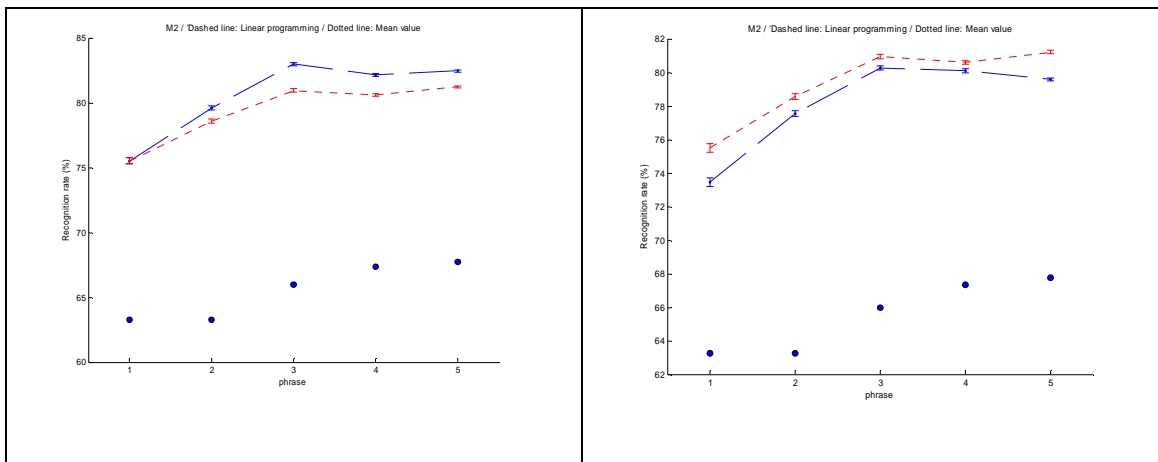 M2 / 'Dashed line: Linear programming / Dotted line: Mean value
85
80
75
70
65
60
Recognition rate (%)
1 2 3 4 5
phrase
M2 / 'Dashed line: Linear programming / Dotted line: Mean value
82
80
78
76
74
72
70
68
66
64
62
Recognition rate (%)
1 2 3 4 5
phrase